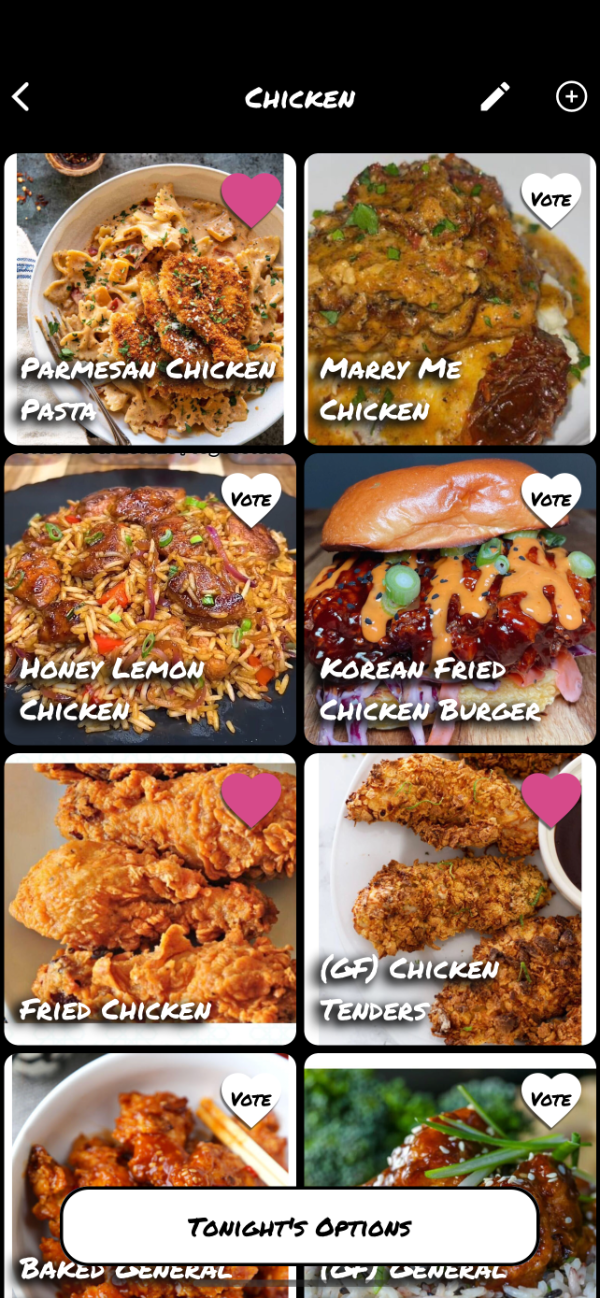 Chicken
Vote
Parmesan Chicken
Pasta
Marry Me
Chicken
Vote
Vote
Honey Lemon
Chicken
Korean Fried
Chicken Burger
Fried Chicken
(GF) Chicken
Tenders
Vote
Vote
Tonight's Options
Baked General
(GF) General